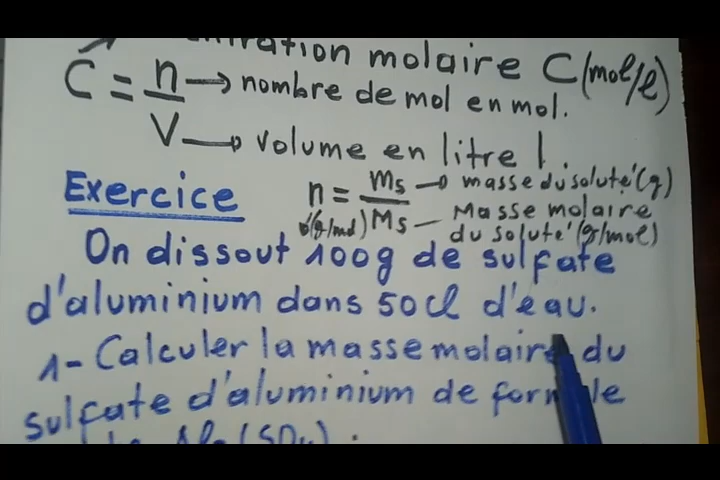 molaire C (mol/l)
C = n → nombre de mol en mol.
V → volume en litre l.
Exercice
n = ms → masse du soluté (g)
Ms — Masse molaire
du soluté (g/mol)
On dissout 100g de sulfate
d'aluminium dans 50cl d'eau.
1- Calculer la masse molaire du
sulfate d'aluminium de formule